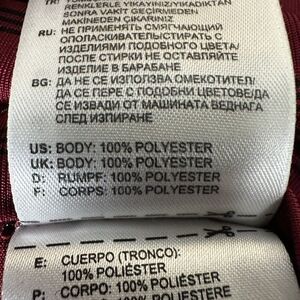 RENKLERLE YIKAYINIZ/YIKADIKTAN
SONRA VAKİT GEÇİRMEDEN
MAKİNEDEN ÇIKARINIZ
RU: НЕ ПРИМЕНЯТЬ СМЯГЧАЮЩИЙ
ОПОЛАСКИВАТЕЛЬ/СТИРАТЬ С
ИЗДЕЛИЯМИ ПОДОБНОГО ЦВЕТА/
ПОСЛЕ СТИРКИ НЕ ОСТАВЛЯЙТЕ
ИЗДЕЛИЕ В БАРАБАНЕ
BG: ДА НЕ СЕ ИЗПОЛЗВА ОМЕКОТИТЕЛ/
ДА СЕ ПЕРЕ С ПОДОБНИ ЦВЕТОВЕ/ДА
СЕ ИЗВАДИ ОТ МАШИНАТА ВЕДНАГА
СЛЕД ИЗПИРАНЕ
US: BODY: 100% POLYESTER
UK: BODY: 100% POLYESTER
D: RUMPF: 100% POLYESTER
F: CORPS: 100% POLYESTER
E: CUERPO (TRONCO):
100% POLIÉSTER
P: CORPO: 100% POLIÉSTER